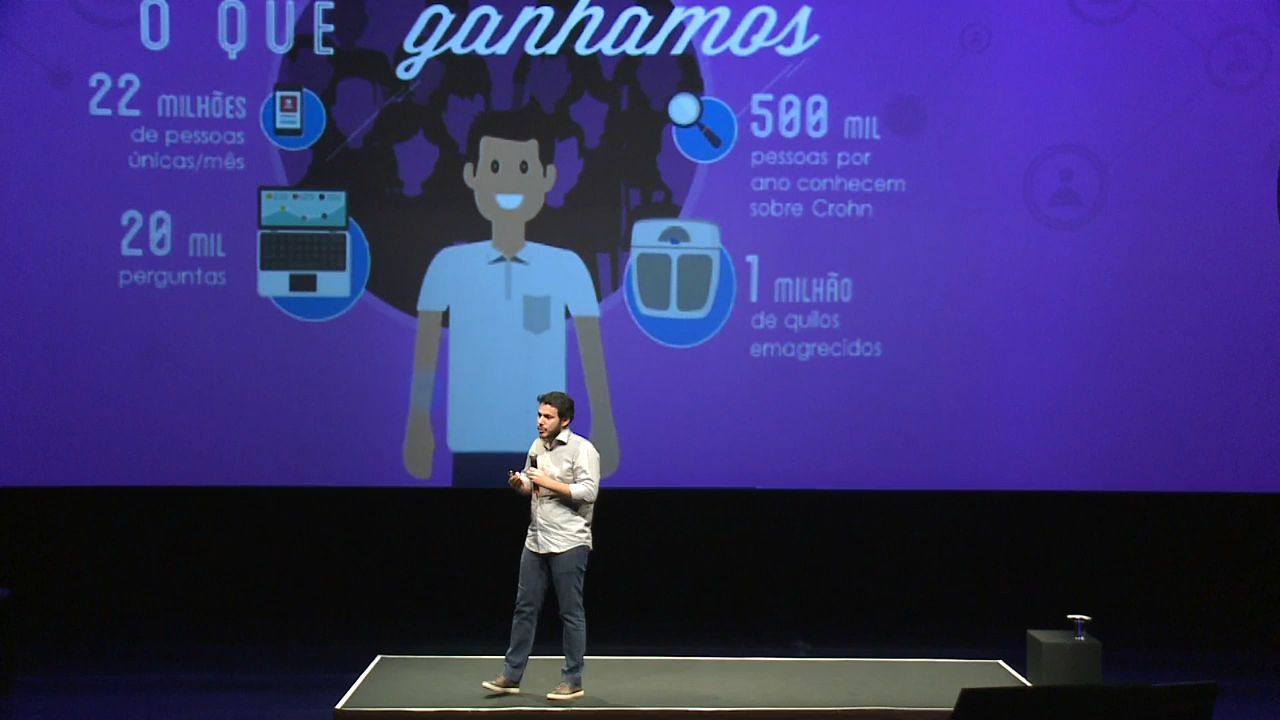 O QUE ganhamos
22 MILHÕES
de pessoas
únicas/mês
20 MIL
perguntas
500 MIL
pessoas por
ano conhecem
sobre Crohn
1 MILHÃO
de quilos
emagrecidos